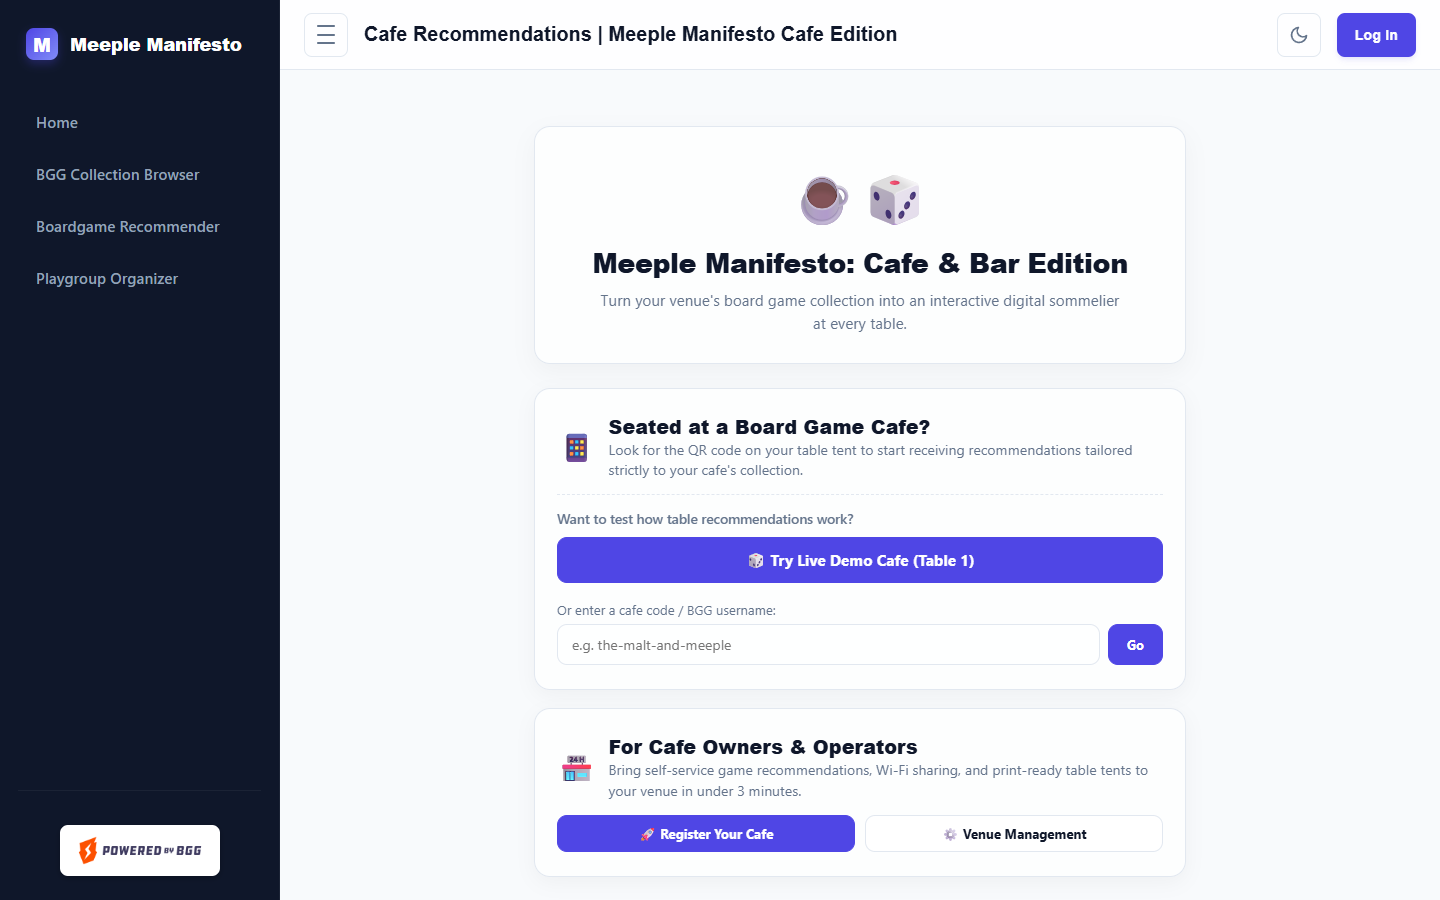 M Meeple Manifesto
Home
BGG Collection Browser
Boardgame Recommender
Playgroup Organizer
POWERED BY BGG
Cafe Recommendations | Meeple Manifesto Cafe Edition
Log In
Meeple Manifesto: Cafe & Bar Edition
Turn your venue's board game collection into an interactive digital sommelier
at every table.
Seated at a Board Game Cafe?
Look for the QR code on your table tent to start receiving recommendations tailored
strictly to your cafe's collection.
Want to test how table recommendations work?
Try Live Demo Cafe (Table 1)
Or enter a cafe code / BGG username:
e.g. the-malt-and-meeple
Go
24H
For Cafe Owners & Operators
Bring self-service game recommendations, Wi-Fi sharing, and print-ready table tents to
your venue in under 3 minutes.
Register Your Cafe
Venue Management